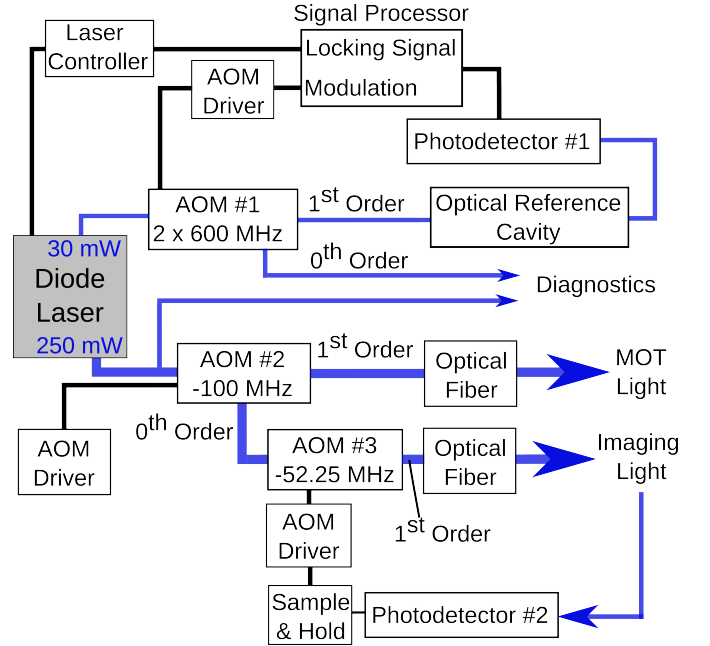 Signal Processor
Laser
Controller
Locking Signal
AOM
Driver
Modulation
Photodetector #1
AOM #1
2 x 600 MHz
1st Order
Optical Reference
Cavity
30 mW
Diode
Laser
250 mW
0th Order
Diagnostics
AOM #2
-100 MHz
1st Order
Optical
Fiber
MOT
Light
0th Order
AOM
Driver
AOM #3
-52.25 MHz
Optical
Fiber
Imaging
Light
1st Order
AOM
Driver
Sample
& Hold
Photodetector #2